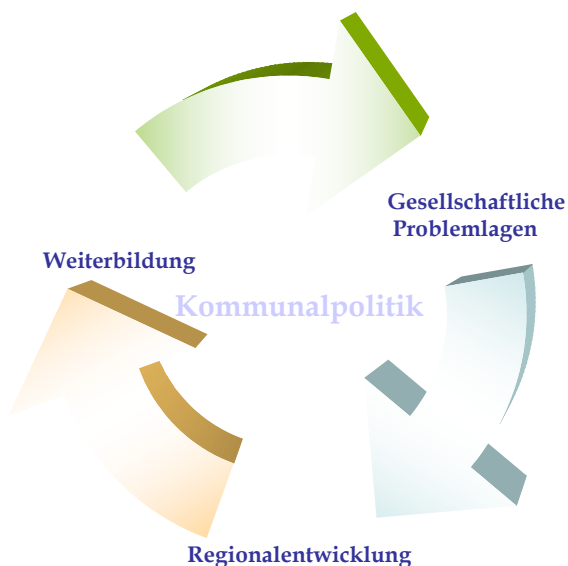 Gesellschaftliche
Problemlagen
Weiterbildung
Kommunalpolitik
Regionalentwicklung